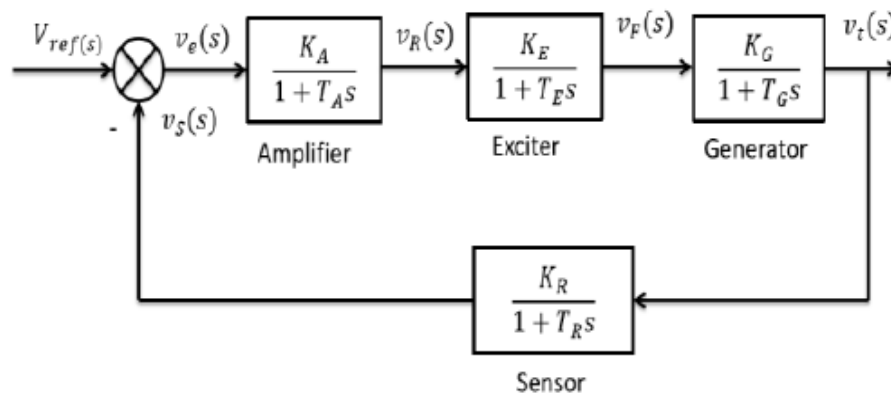 V_ref(s)
v_e(s)
K_A
1 + T_A s
v_R(s)
K_E
1 + T_E s
v_F(s)
K_G
1 + T_G s
v_t(s)
-
v_S(s)
Amplifier
Exciter
Generator
K_R
1 + T_R s
Sensor